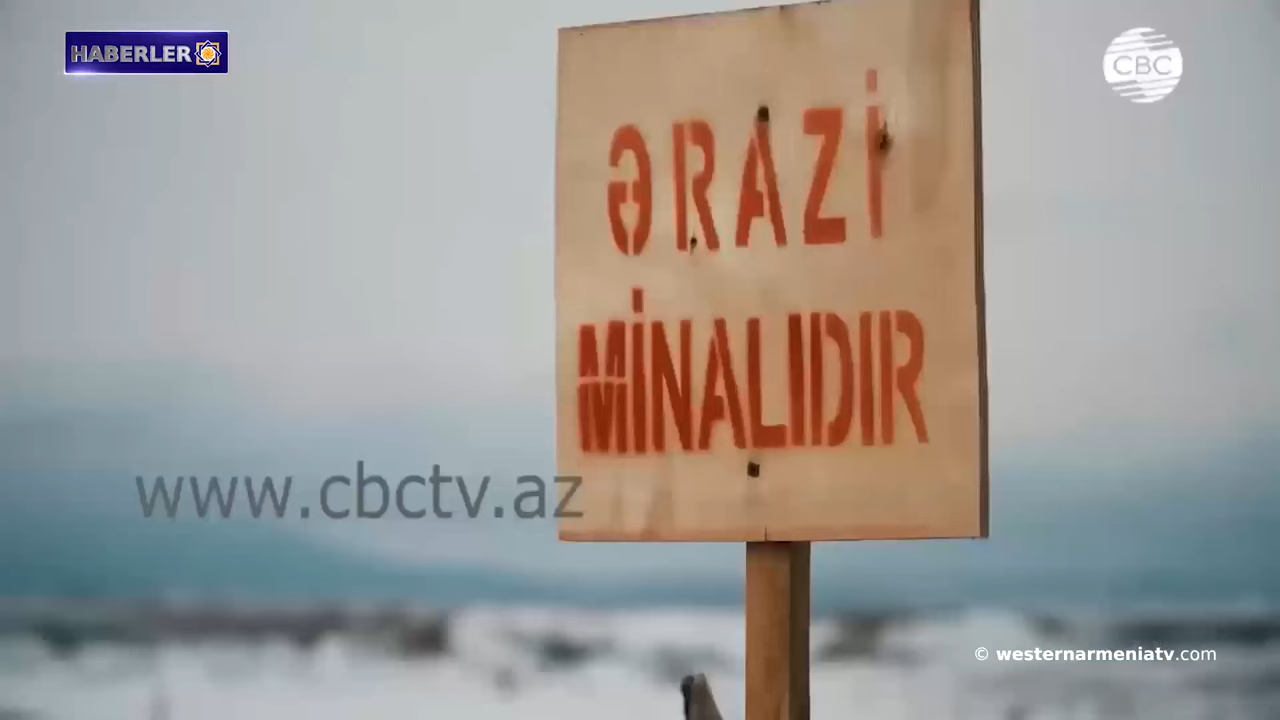 HABERLER
CBC
ƏRAZİ
MİNALIDIR
www.cbctv.az
© westernarmeniatv.com